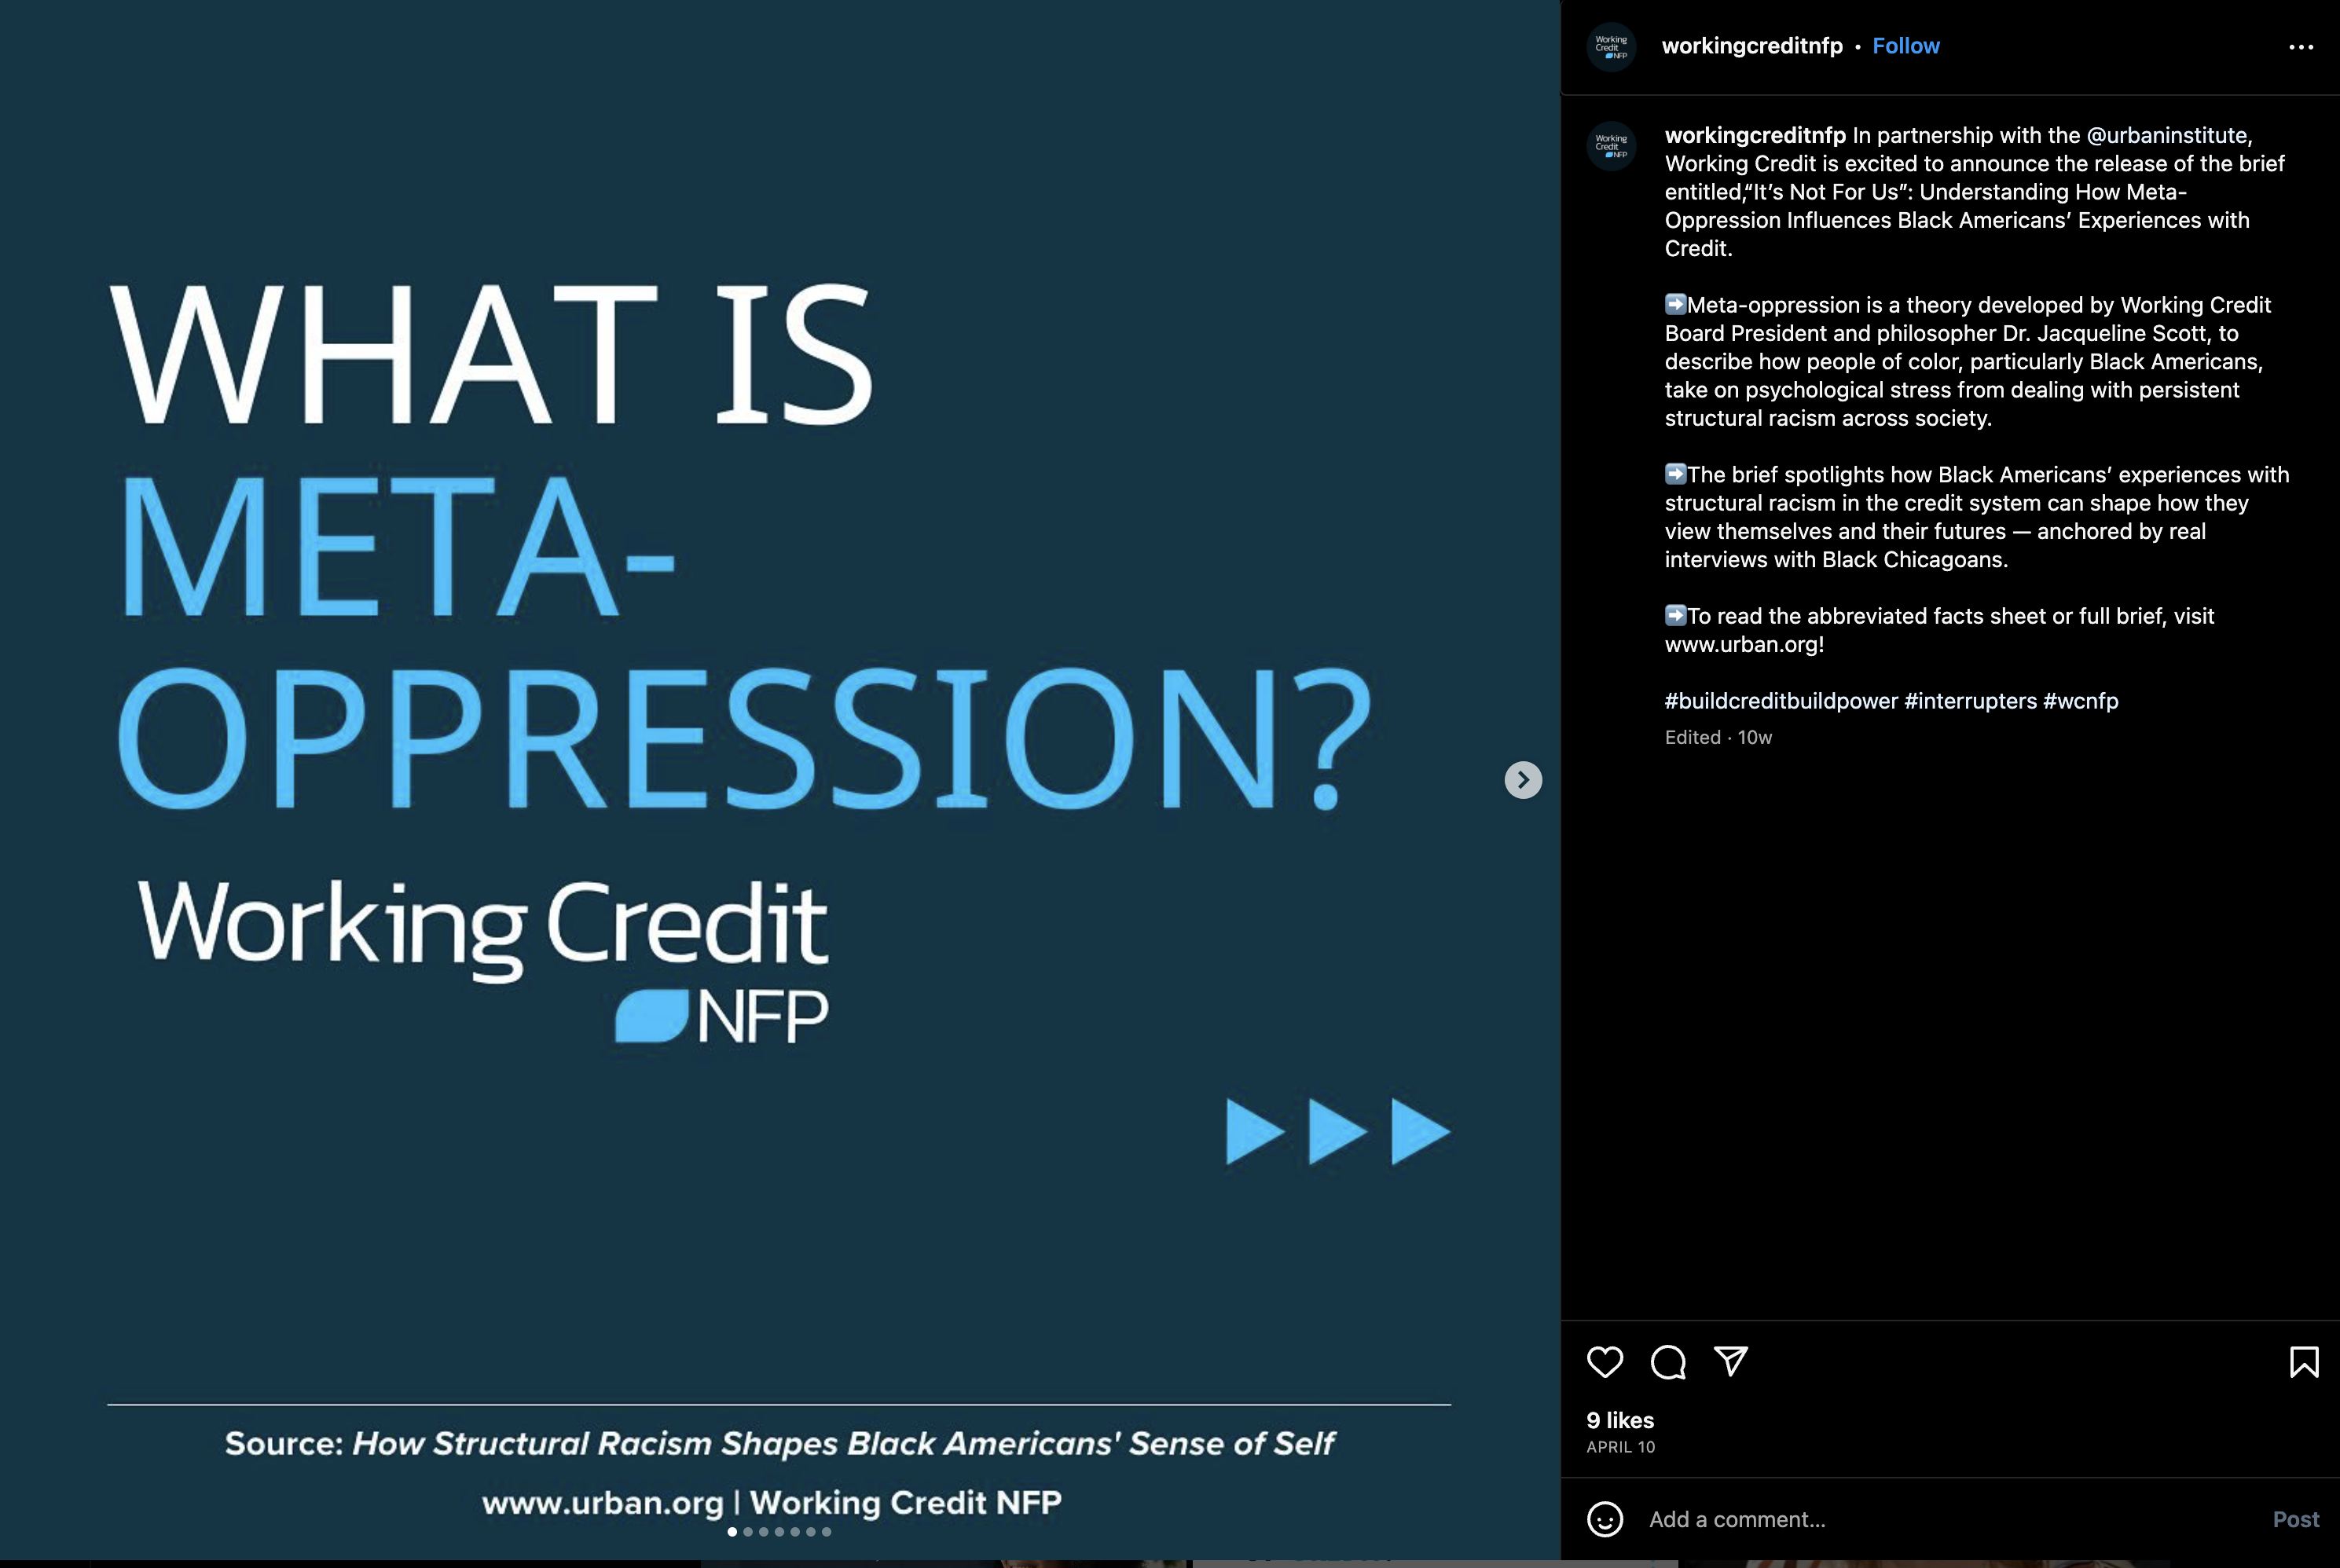 WHAT IS
META-
OPPRESSION?
Working Credit
NFP
Source: How Structural Racism Shapes Black Americans' Sense of Self
www.urban.org | Working Credit NFP
Working
Credit
NFP
workingcreditnfp • Follow
Working
Credit
NFP
workingcreditnfp In partnership with the @urbaninstitute,
Working Credit is excited to announce the release of the brief
entitled,“It’s Not For Us”: Understanding How Meta-
Oppression Influences Black Americans’ Experiences with
Credit.
➡️Meta-oppression is a theory developed by Working Credit
Board President and philosopher Dr. Jacqueline Scott, to
describe how people of color, particularly Black Americans,
take on psychological stress from dealing with persistent
structural racism across society.
➡️The brief spotlights how Black Americans’ experiences with
structural racism in the credit system can shape how they
view themselves and their futures — anchored by real
interviews with Black Chicagoans.
➡️To read the abbreviated facts sheet or full brief, visit
www.urban.org!
#buildcreditbuildpower #interrupters #wcnfp
Edited · 10w
9 likes
APRIL 10
Add a comment...
Post